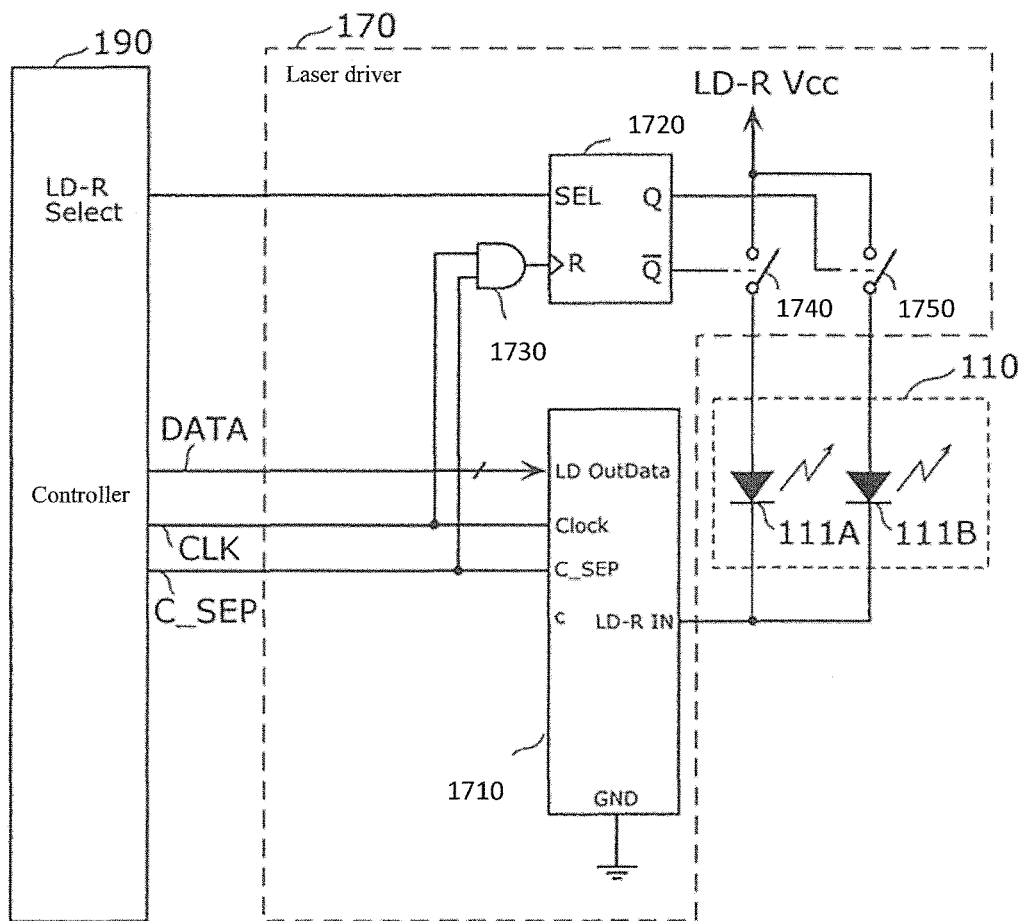 190
170
Laser driver
LD-R Vcc
1720
LD-R
Select
SEL
Q
R
Q̅
1740
1750
1730
110
DATA
LD OutData
Controller
Clock
CLK
C_SEP
C_SEP
c
LD-R IN
111A
111B
1710
GND